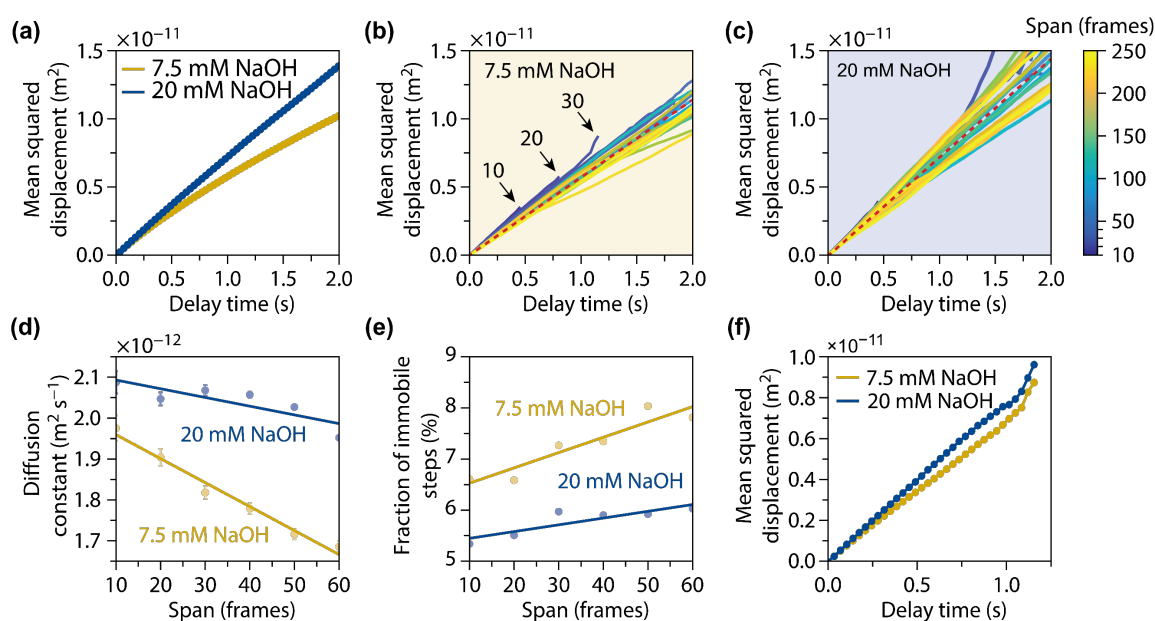 (a)
×10⁻¹¹
Mean squared
displacement (m²)
1.5
1.0
0.5
0.0
7.5 mM NaOH
20 mM NaOH
0.0 0.5 1.0 1.5 2.0
Delay time (s)
(b)
×10⁻¹¹
Mean squared
displacement (m²)
1.5
1.0
0.5
0.0
7.5 mM NaOH
30
20
10
0.0 0.5 1.0 1.5 2.0
Delay time (s)
(c)
×10⁻¹¹
Mean squared
displacement (m²)
1.5
1.0
0.5
0.0
20 mM NaOH
0.0 0.5 1.0 1.5 2.0
Delay time (s)
Span (frames)
250
200
150
100
50
10
(d)
×10⁻¹²
Diffusion
constant (m² s⁻¹)
2.1
2.0
1.9
1.8
1.7
20 mM NaOH
7.5 mM NaOH
10 20 30 40 50 60
Span (frames)
(e)
Fraction of immobile
steps (%)
9
8
7
6
5
7.5 mM NaOH
20 mM NaOH
10 20 30 40 50 60
Span (frames)
(f)
×10⁻¹¹
Mean squared
displacement (m²)
1.0
0.8
0.6
0.4
0.2
0.0
7.5 mM NaOH
20 mM NaOH
0.0 0.5 1.0
Delay time (s)